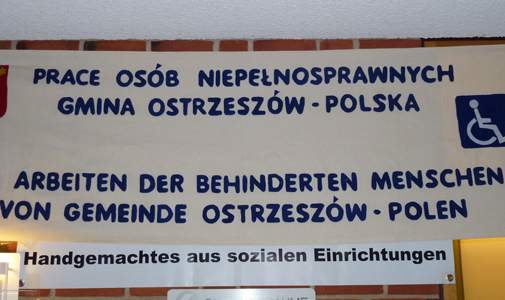 PRACE OSÓB NIEPEŁNOSPRAWNYCH
GMINA OSTRZESZÓW - POLSKA
ARBEITEN DER BEHINDERTEN MENSCHEN
VON GEMEINDE OSTRZESZÓW - POLEN
Handgemachtes aus sozialen Einrichtungen